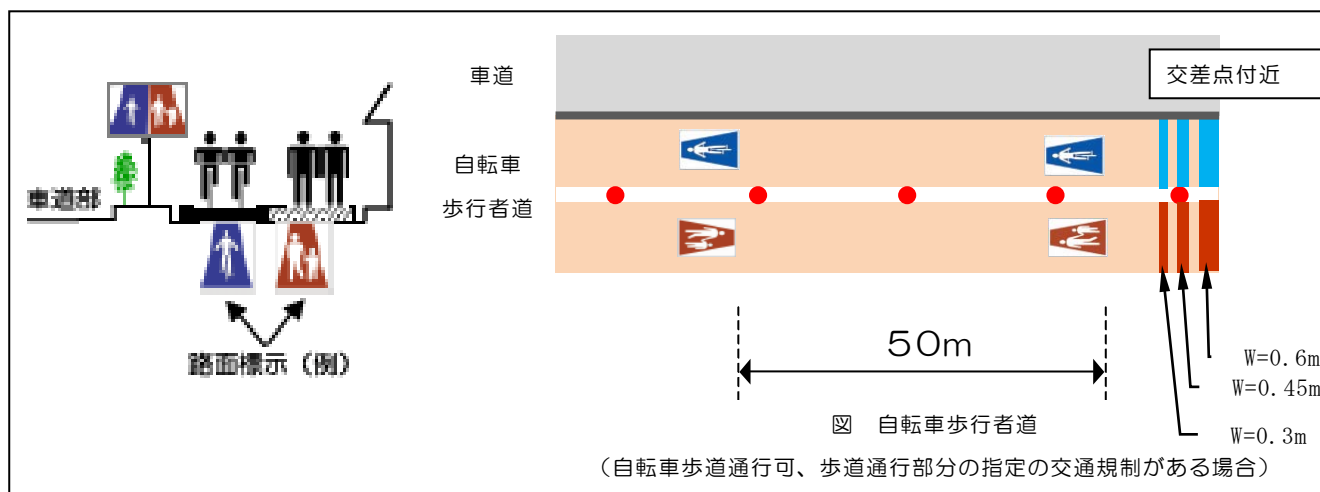 車道部
路面標示（例）
車道
自転車
歩行者道
交差点付近
50m
W=0.6m
W=0.45m
W=0.3m
図　自転車歩行者道
（自転車歩道通行可、歩道通行部分の指定の交通規制がある場合）